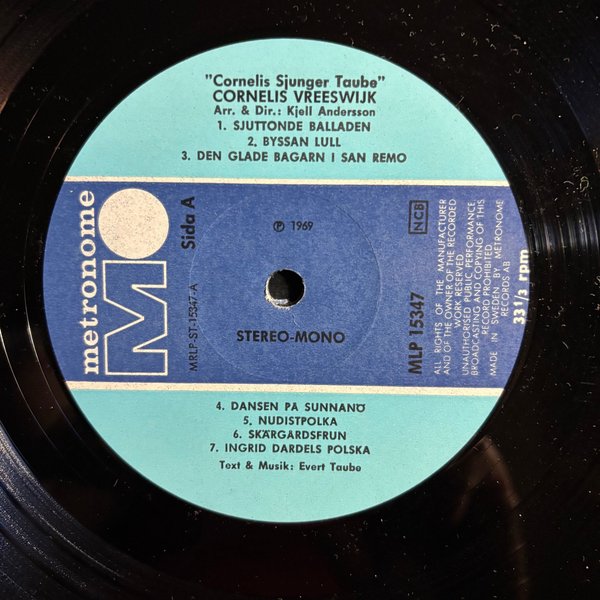 "Cornelis Sjunger Taube"
CORNELIS VREESWIJK
Arr. & Dir.: Kjell Andersson
1. SJUTTONDE BALLADEN
2. BYSSAN LULL
3. DEN GLADE BAGARN I SAN REMO
metronome
Sida A
MRLP-ST-15347-A
℗ 1969
STEREO-MONO
NCB
MLP 15347
ALL RIGHTS OF THE MANUFACTURER
AND OF THE OWNER OF THE RECORDED
WORK RESERVED.
UNAUTHORISED PUBLIC PERFORMANCE,
BROADCASTING AND COPYING OF THIS
RECORD PROHIBITED.
MADE IN SWEDEN BY METRONOME
RECORDS AB
33 1/3 rpm
4. DANSEN PÅ SUNNANÖ
5. NUDISTPOLKA
6. SKÄRGÅRDSFRUN
7. INGRID DARDELS POLSKA
Text & Musik: Evert Taube